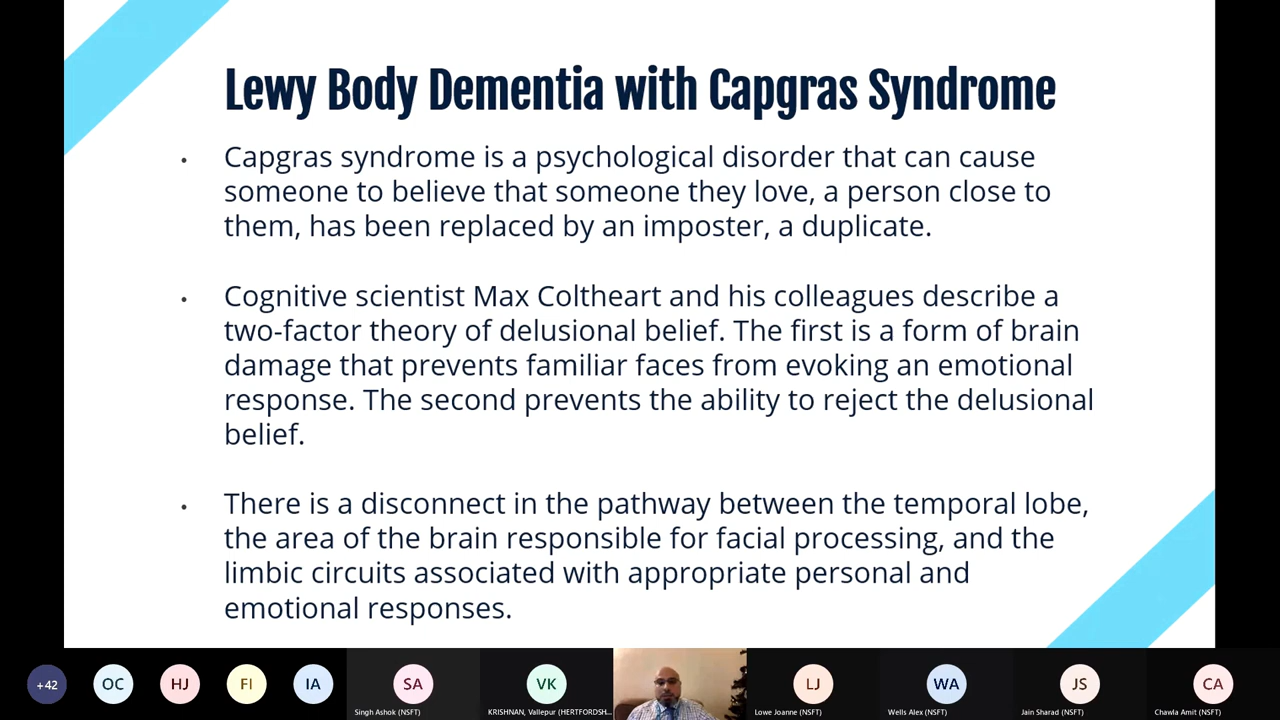 Lewy Body Dementia with Capgras Syndrome
• Capgras syndrome is a psychological disorder that can cause
someone to believe that someone they love, a person close to
them, has been replaced by an imposter, a duplicate.
• Cognitive scientist Max Coltheart and his colleagues describe a
two-factor theory of delusional belief. The first is a form of brain
damage that prevents familiar faces from evoking an emotional
response. The second prevents the ability to reject the delusional
belief.
• There is a disconnect in the pathway between the temporal lobe,
the area of the brain responsible for facial processing, and the
limbic circuits associated with appropriate personal and
emotional responses.
+42 OC HJ FI IA SA VK LJ WA JS CA
Singh Ashok (NSFT) KRISHNAN, Vallepur (HERTFORDSH... Lowe Joanne (NSFT) Wells Alex (NSFT) Jain Sharad (NSFT) Chawla Amit (NSFT)